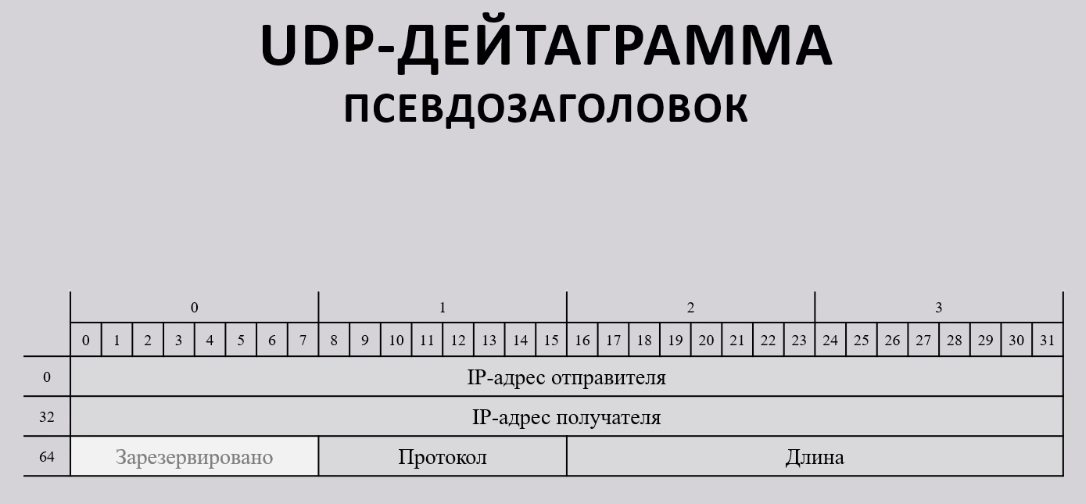 UDP-ДЕЙТАГРАММА
ПСЕВДОЗАГОЛОВОК
0 1 2 3
0 1 2 3 4 5 6 7 8 9 10 11 12 13 14 15 16 17 18 19 20 21 22 23 24 25 26 27 28 29 30 31
0 IP-адрес отправителя
32 IP-адрес получателя
64 Зарезервировано Протокол Длина